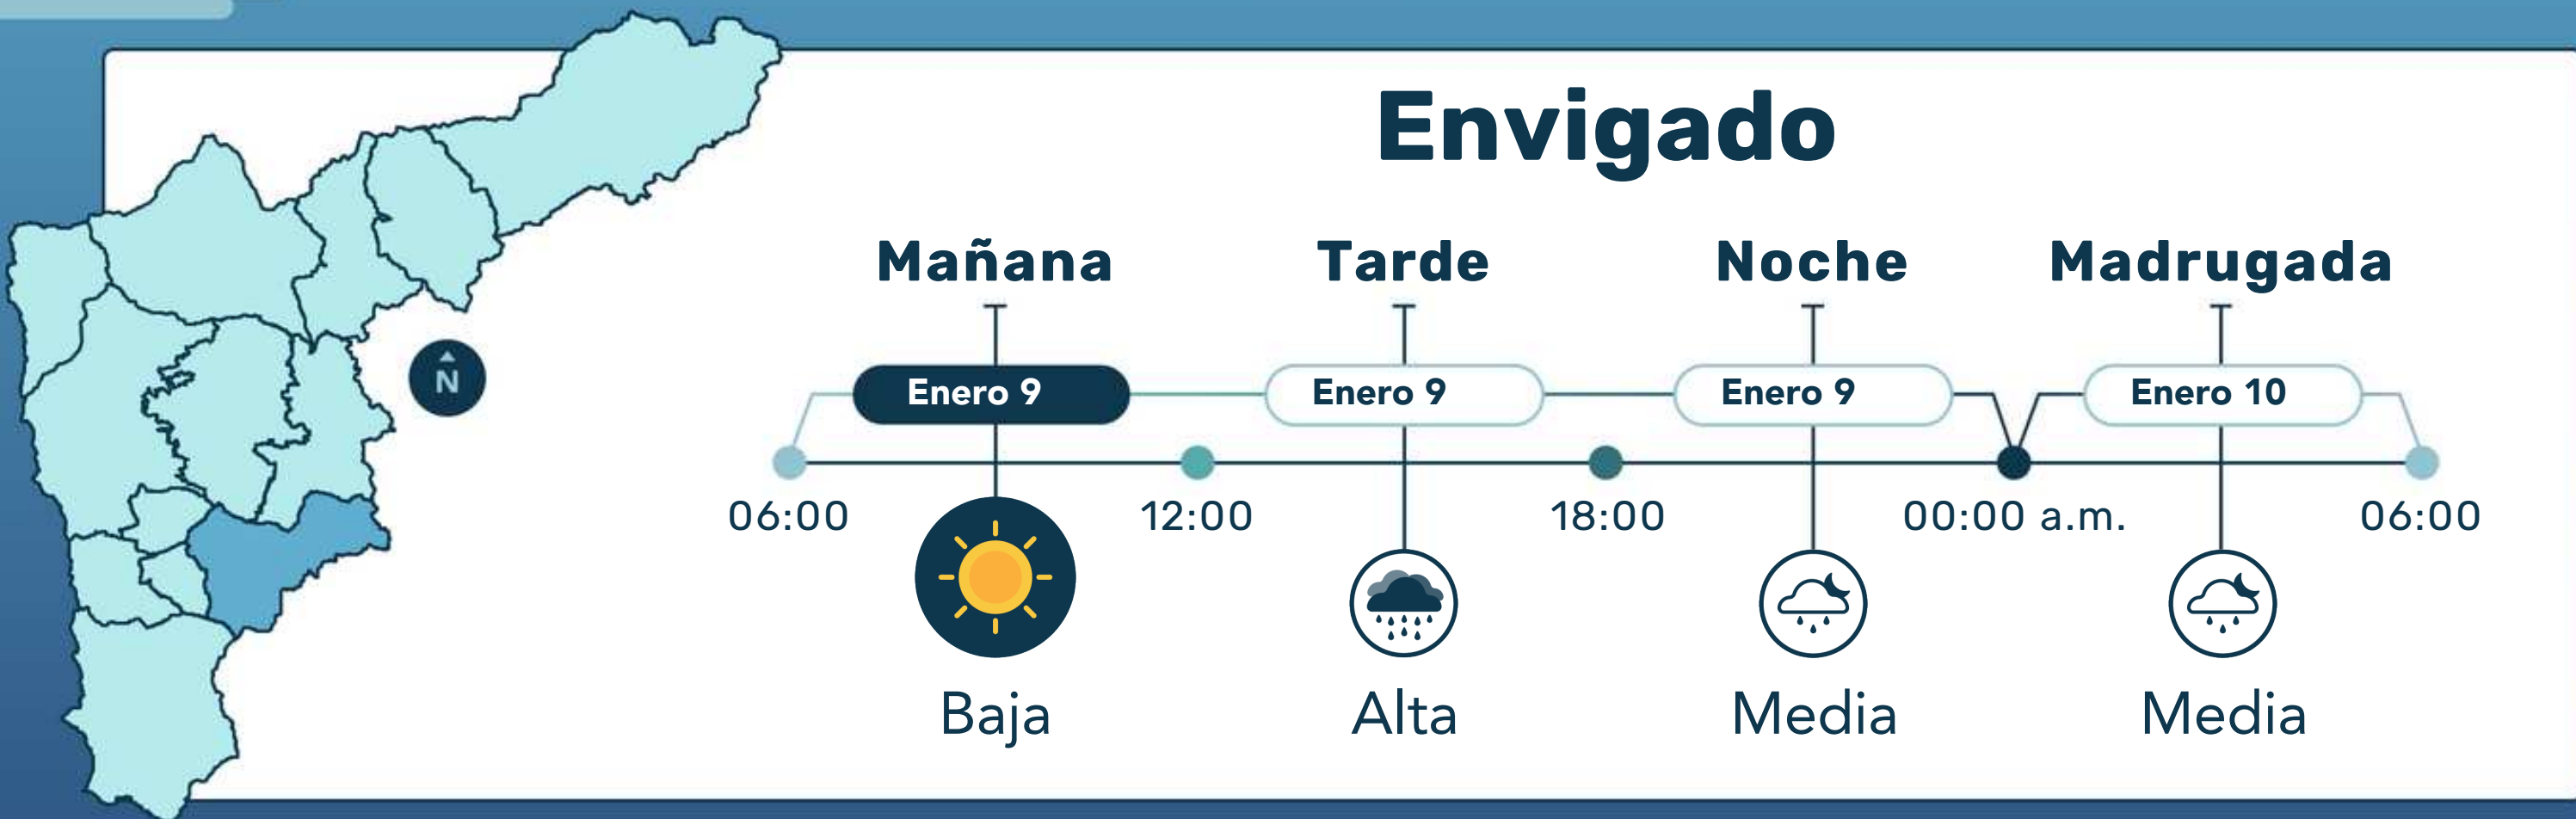 Envigado
Mañana Tarde Noche Madrugada
Enero 9 Enero 9 Enero 9 Enero 10
N
06:00 12:00 18:00 00:00 a.m. 06:00
Baja Alta Media Media